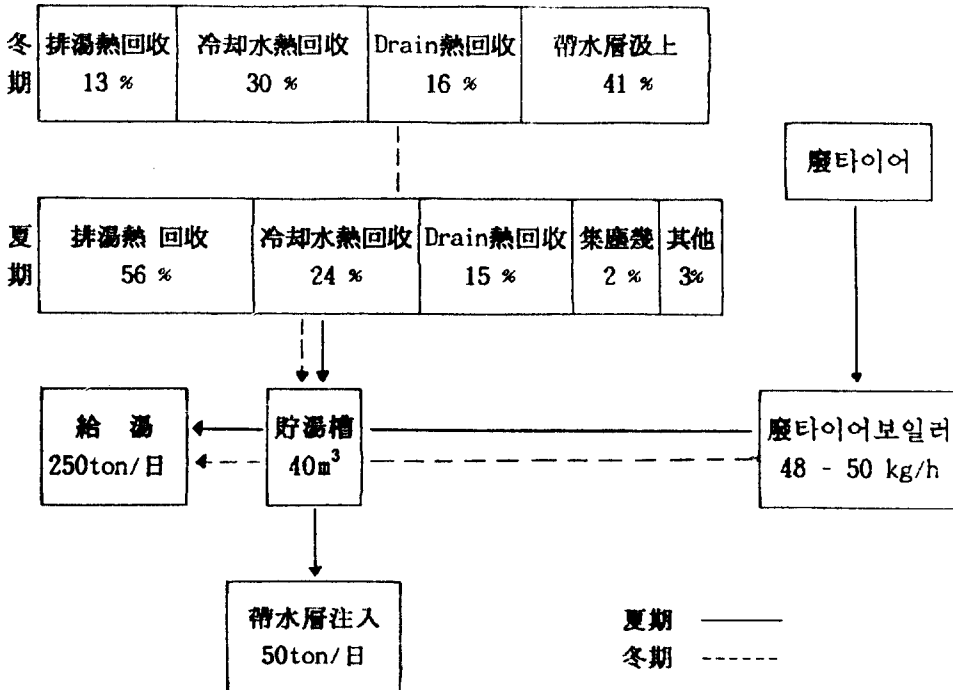 冬期
排湯熱回收
13 %
冷却水熱回收
30 %
Drain熱回收
16 %
帶水層汲上
41 %
廢타이어
夏期
排湯熱 回收
56 %
冷却水熱回收
24 %
Drain熱回收
15 %
集塵幾
2 %
其他
3%
給 湯
250ton/日
貯湯槽
40m³
廢타이어보일러
48 - 50 kg/h
帶水層注入
50ton/日
夏期
冬期